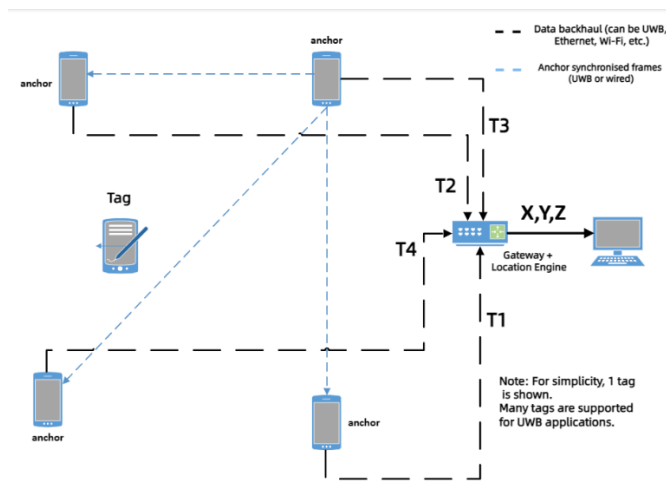 Data backhaul (can be UWB,
Ethernet, Wi-Fi, etc.)
Anchor synchronised frames
(UWB or wired)
anchor
anchor
T3
T2
Tag
X,Y,Z
T4
Gateway +
Location Engine
T1
Note: For simplicity, 1 tag
is shown.
Many tags are supported
for UWB applications.
anchor
anchor